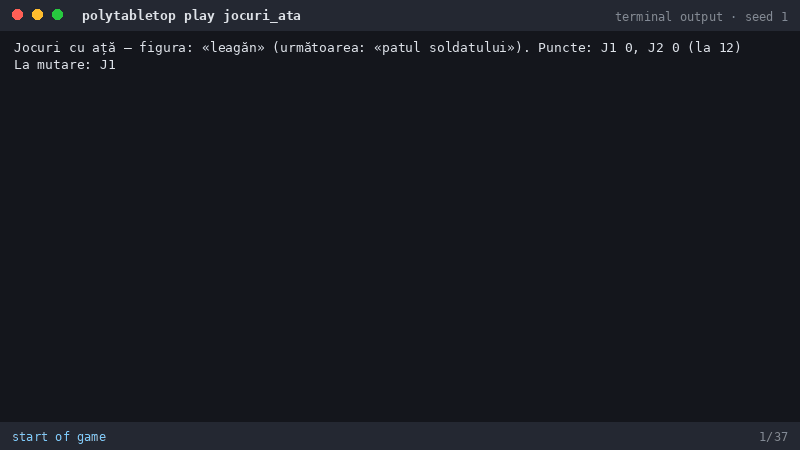 polytabletop play jocuri_ata
terminal output · seed 1
Jocuri cu ață — figura: «leagăn» (următoarea: «patul soldatului»). Puncte: J1 0, J2 0 (la 12)
La mutare: J1
start of game
1/37